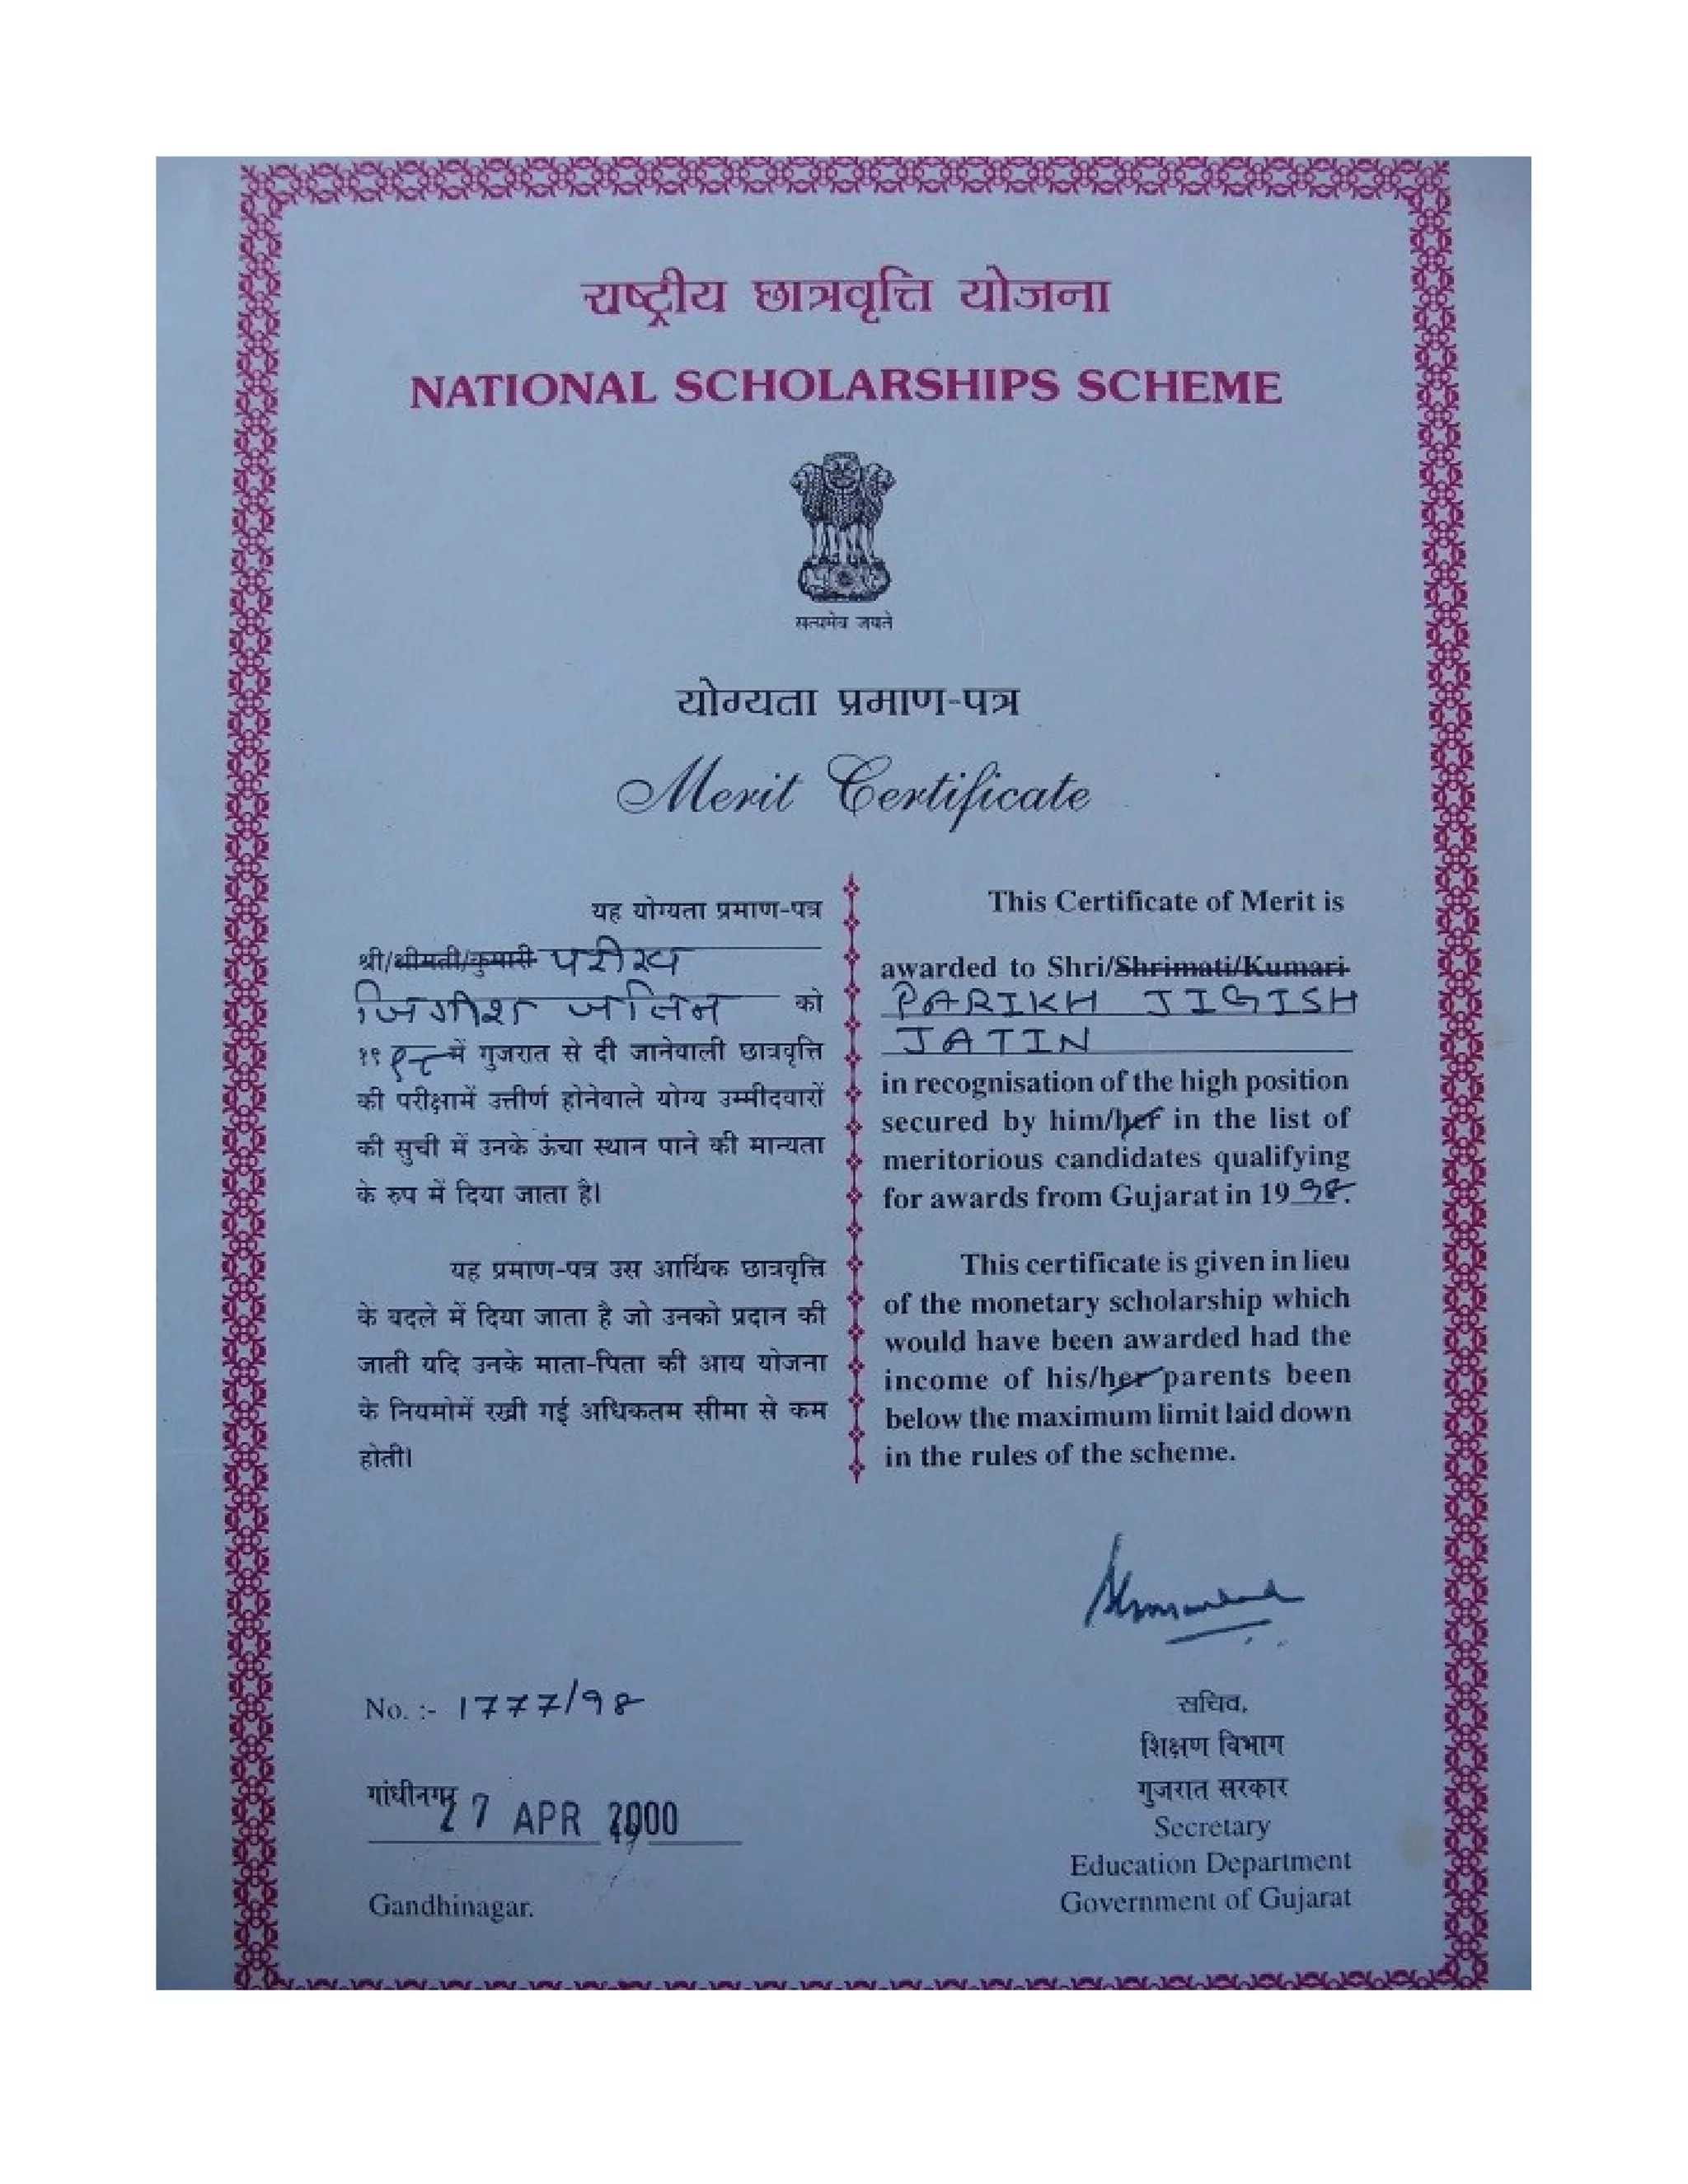 राष्ट्रीय छात्रवृत्ति योजना
NATIONAL SCHOLARSHIPS SCHEME
सत्यमेव जयते
योग्यता प्रमाण-पत्र
Merit Certificate
यह योग्यता प्रमाण-पत्र
श्री/श्रीमती/कुमारी परीख
जिगीश जतिन को
१९९८ में गुजरात से दी जानेवाली छात्रवृत्ति
की परीक्षामें उत्तीर्ण होनेवाले योग्य उम्मीदवारों
की सुची में उनके ऊंचा स्थान पाने की मान्यता
के रुप में दिया जाता है।
यह प्रमाण-पत्र उस आर्थिक छात्रवृत्ति
के बदले में दिया जाता है जो उनको प्रदान की
जाती यदि उनके माता-पिता की आय योजना
के नियमोमें रखी गई अधिकतम सीमा से कम
होती।
This Certificate of Merit is
awarded to Shri/Shrimati/Kumari
PARIKH JIGISH
JATIN
in recognisation of the high position
secured by him/her in the list of
meritorious candidates qualifying
for awards from Gujarat in 1998.
This certificate is given in lieu
of the monetary scholarship which
would have been awarded had the
income of his/her parents been
below the maximum limit laid down
in the rules of the scheme.
No. :- 1777/98
गांधीनगर
27 APR 2000
Gandhinagar.
सचिव,
शिक्षण विभाग
गुजरात सरकार
Secretary
Education Department
Government of Gujarat